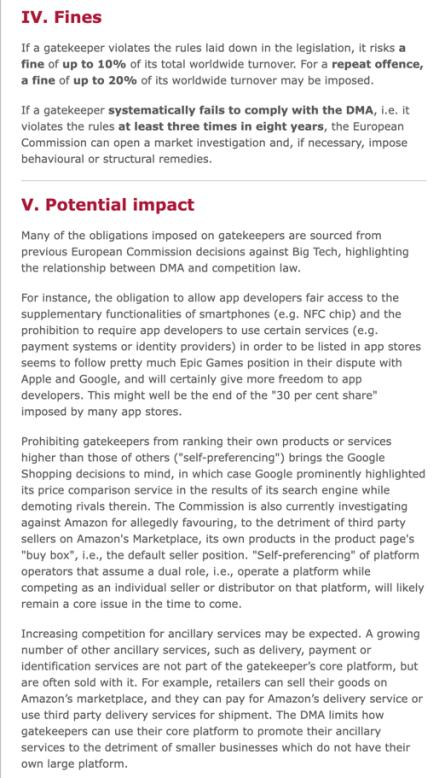 IV. Fines
If a gatekeeper violates the rules laid down in the legislation, it risks a
fine of up to 10% of its total worldwide turnover. For a repeat offence,
a fine of up to 20% of its worldwide turnover may be imposed.
If a gatekeeper systematically fails to comply with the DMA, i.e. it
violates the rules at least three times in eight years, the European
Commission can open a market investigation and, if necessary, impose
behavioural or structural remedies.
V. Potential impact
Many of the obligations imposed on gatekeepers are sourced from
previous European Commission decisions against Big Tech, highlighting
the relationship between DMA and competition law.
For instance, the obligation to allow app developers fair access to the
supplementary functionalities of smartphones (e.g. NFC chip) and the
prohibition to require app developers to use certain services (e.g.
payment systems or identity providers) in order to be listed in app stores
seems to follow pretty much Epic Games position in their dispute with
Apple and Google, and will certainly give more freedom to app
developers. This might well be the end of the "30 per cent share"
imposed by many app stores.
Prohibiting gatekeepers from ranking their own products or services
higher than those of others ("self-preferencing") brings the Google
Shopping decisions to mind, in which case Google prominently highlighted
its price comparison service in the results of its search engine while
demoting rivals therein. The Commission is also currently investigating
against Amazon for allegedly favouring, to the detriment of third party
sellers on Amazon's Marketplace, its own products in the product page's
"buy box", i.e., the default seller position. "Self-preferencing" of platform
operators that assume a dual role, i.e., operate a platform while
competing as an individual seller or distributor on that platform, will likely
remain a core issue in the time to come.
Increasing competition for ancillary services may be expected. A growing
number of other ancillary services, such as delivery, payment or
identification services are not part of the gatekeeper's core platform, but
are often sold with it. For example, retailers can sell their goods on
Amazon's marketplace, and they can pay for Amazon's delivery service or
use third party delivery services for shipment. The DMA limits how
gatekeepers can use their core platform to promote their ancillary
services to the detriment of smaller businesses which do not have their
own large platform.